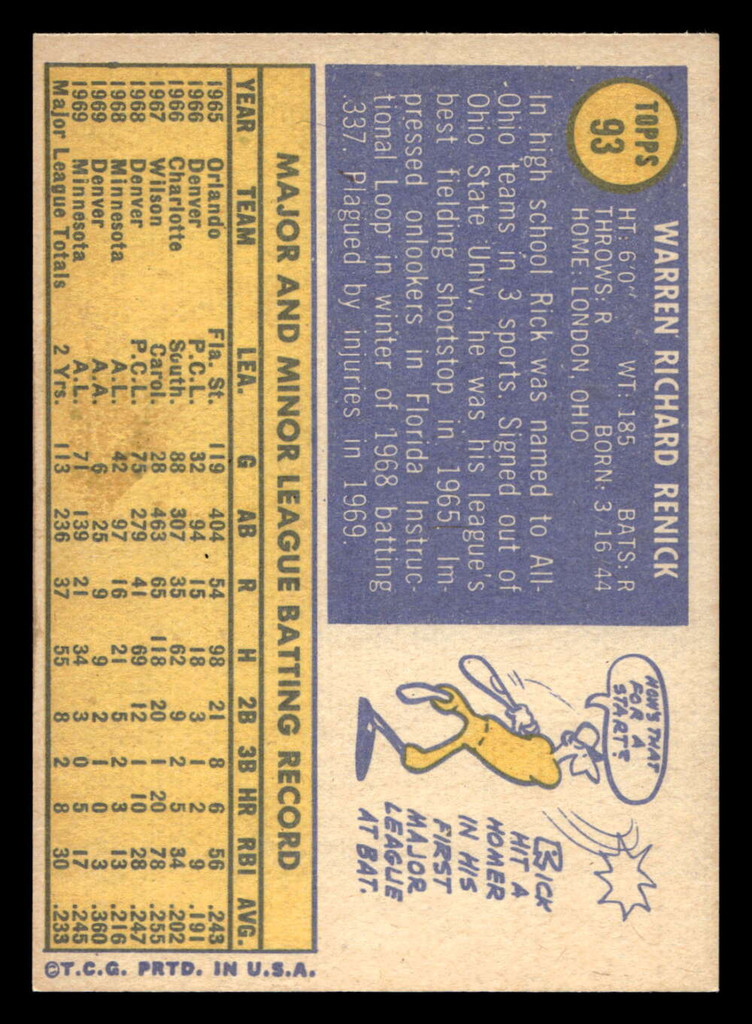 TOPPS
93
WARREN RICHARD RENICK
HT: 6'0" WT: 185 BATS: R
THROWS: R BORN: 3/16/44
HOME: LONDON, OHIO
In high school Rick was named to All-
Ohio teams in 3 sports. Signed out of
Ohio State Univ., he was his league's
best fielding shortstop in 1965. Im-
pressed onlookers in Florida Instruc-
tional Loop in winter of 1968 batting
.337. Plagued by injuries in 1969.
HOW'S THAT
FOR A
START?
RICK
HIT A
HOMER
IN HIS
FIRST
MAJOR
LEAGUE
AT BAT.
MAJOR AND MINOR LEAGUE BATTING RECORD
YEAR TEAM LEA. G AB R H 2B 3B HR RBI AVG.
1965 Orlando Fla. St. 119 404 54 98 21 8 6 56 .243
1966 Denver P.C.L. 32 94 15 18 3 1 2 9 .191
1966 Charlotte South. 88 307 35 62 9 2 5 34 .202
1967 Wilson Carol. 28 463 65 118 20 1 20 78 .255
1968 Denver P.C.L. 75 279 41 69 12 1 10 28 .247
1968 Minnesota A.L. 42 97 16 21 5 2 3 13 .216
1969 Denver A.A. 6 25 9 9 2 1 0 3 .360
1969 Minnesota A.L. 71 139 21 34 3 0 5 17 .245
Major League Totals 2 Yrs. 113 236 37 55 8 2 8 30 .233
©T.C.G. PRTD. IN U.S.A.